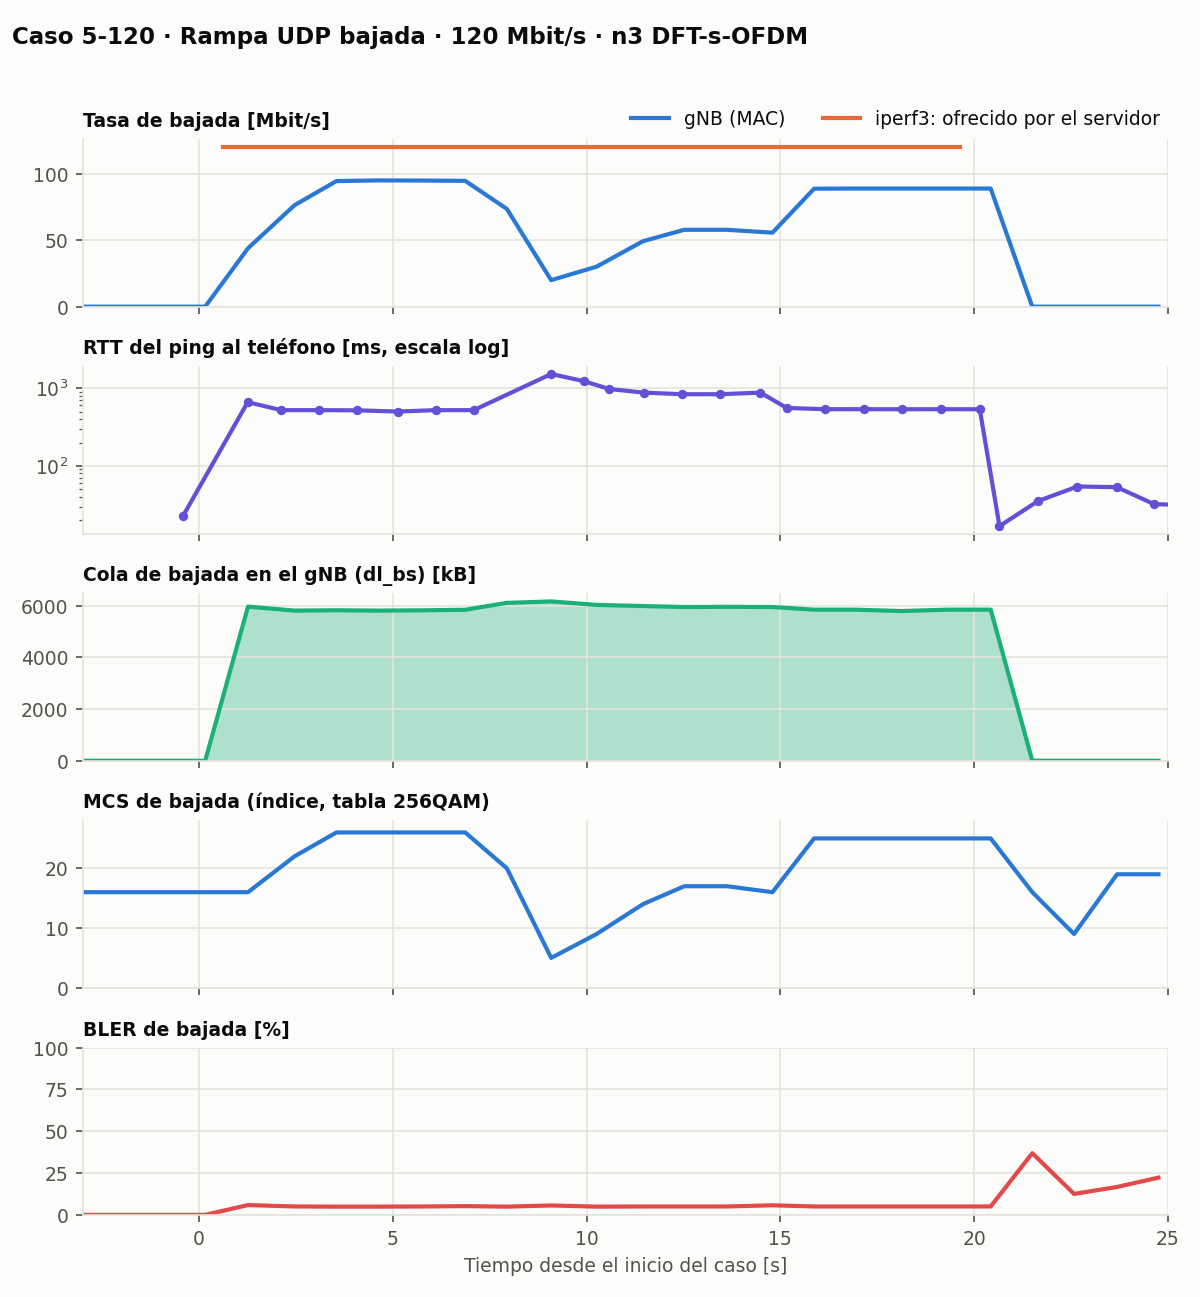 Caso 5-120 · Rampa UDP bajada · 120 Mbit/s · n3 DFT-s-OFDM
Tasa de bajada [Mbit/s]
gNB (MAC)
iperf3: ofrecido por el servidor
100
50
0
RTT del ping al teléfono [ms, escala log]
10³
10²
Cola de bajada en el gNB (dl_bs) [kB]
6000
4000
2000
0
MCS de bajada (índice, tabla 256QAM)
20
10
0
BLER de bajada [%]
100
75
50
25
0
0 5 10 15 20 25
Tiempo desde el inicio del caso [s]